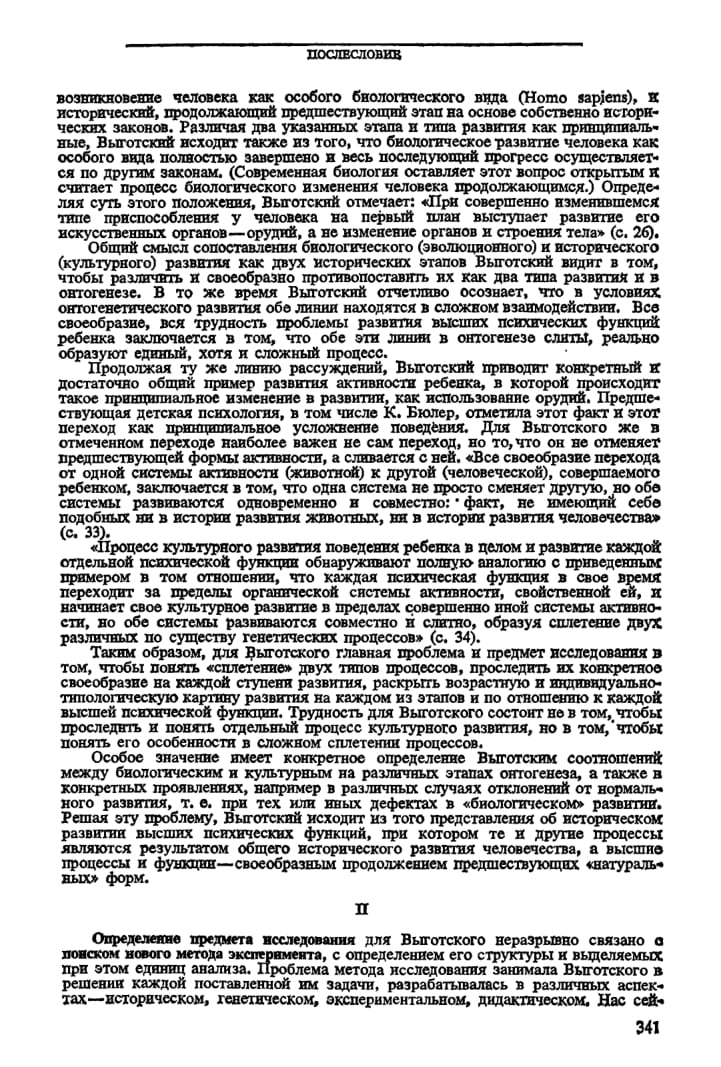 ПОСЛЕСЛОВИЕ
возникновение человека как особого биологического вида (Homo sapiens), и
исторический, продолжающий предшествующий этап на основе собственно истори-
ческих законов. Различая два указанных этапа и типа развития как принципиаль-
ные, Выготский исходит также из того, что биологическое развитие человека как
особого вида полностью завершено и весь последующий прогресс осуществляет-
ся по другим законам. (Современная биология оставляет этот вопрос открытым и
считает процесс биологического изменения человека продолжающимся.) Опреде-
ляя суть этого положения, Выготский отмечает: «При совершенно изменившемся
типе приспособления у человека на первый план выступает развитие его
искусственных органов—орудий, а не изменение органов и строения тела» (с. 26).
Общий смысл сопоставления биологического (эволюционного) и исторического
(культурного) развития как двух исторических этапов Выготский видит в том,
чтобы различить и своеобразно противопоставить их как два типа развития и в
онтогенезе. В то же время Выготский отчетливо осознает, что в условиях
онтогенетического развития обе линии находятся в сложном взаимодействии. Все
своеобразие, вся трудность проблемы развития высших психических функций
ребенка заключается в том, что обе эти линии в онтогенезе слиты, реально
образуют единый, хотя и сложный процесс.
Продолжая ту же линию рассуждений, Выготский приводит конкретный и
достаточно общий пример развития активности ребенка, в которой происходит
такое принципиальное изменение в развитии, как использование орудий. Предше-
ствующая детская психология, в том числе К. Бюлер, отметила этот факт и этот
переход как принципиальное усложнение поведения. Для Выготского же в
отмеченном переходе наиболее важен не сам переход, но то, что он не отменяет
предшествующей формы активности, а сливается с ней. «Все своеобразие перехода
от одной системы активности (животной) к другой (человеческой), совершаемого
ребенком, заключается в том, что одна система не просто сменяет другую, но обе
системы развиваются одновременно и совместно: факт, не имеющий себе
подобных ни в истории развития животных, ни в истории развития человечества»
(с. 33).
«Процесс культурного развития поведения ребенка в целом и развитие каждой
отдельной психической функции обнаруживают полную аналогию с приведенным
примером в том отношении, что каждая психическая функция в свое время
переходит за пределы органической системы активности, свойственной ей, и
начинает свое культурное развитие в пределах совершенно иной системы активно-
сти, но обе системы развиваются совместно и слитно, образуя сплетение двух
различных по существу генетических процессов» (с. 34).
Таким образом, для Выготского главная проблема и предмет исследования в
том, чтобы понять «сплетение» двух типов процессов, проследить их конкретное
своеобразие на каждой ступени развития, раскрыть возрастную и индивидуально-
типологическую картину развития на каждом из этапов и по отношению к каждой
высшей психической функции. Трудность для Выготского состоит не в том, чтобы
проследить и понять отдельный процесс культурного развития, но в том, чтобы
понять его особенности в сложном сплетении процессов.
Особое значение имеет конкретное определение Выготским соотношений
между биологическим и культурным на различных этапах онтогенеза, а также в
конкретных проявлениях, например в различных случаях отклонений от нормаль-
ного развития, т. е. при тех или иных дефектах в «биологическом» развитии.
Решая эту проблему, Выготский исходит из того представления об историческом
развитии высших психических функций, при котором те и другие процессы
являются результатом общего исторического развития человечества, а высшие
процессы и функции—своеобразным продолжением предшествующих «натураль-
ных» форм.
II
Определение предмета исследования для Выготского неразрывно связано с
поиском нового метода эксперимента, с определением его структуры и выделяемых
при этом единиц анализа. Проблема метода исследования занимала Выготского в
решении каждой поставленной им задачи, разрабатывалась в различных аспек-
тах—историческом, генетическом, экспериментальном, дидактическом. Нас сей-
341